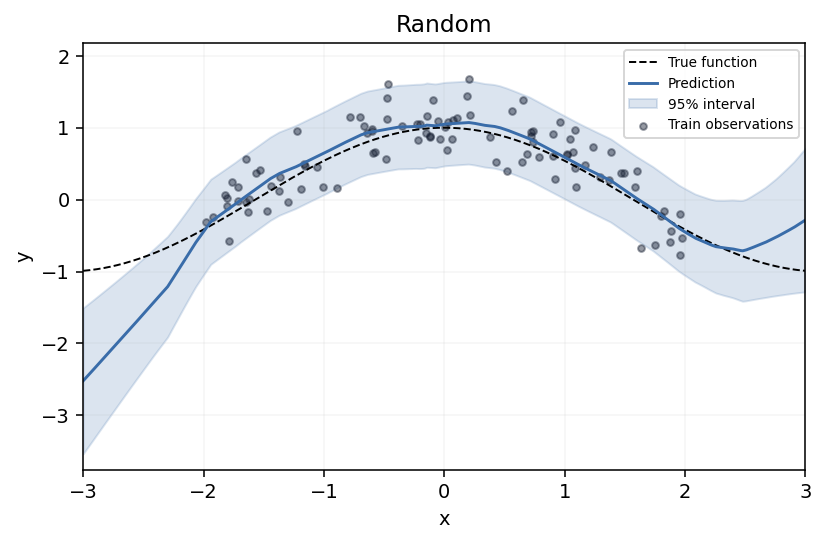 Random
True function
Prediction
95% interval
Train observations
y
2
1
0
−1
−2
−3
−3 −2 −1 0 1 2 3
x